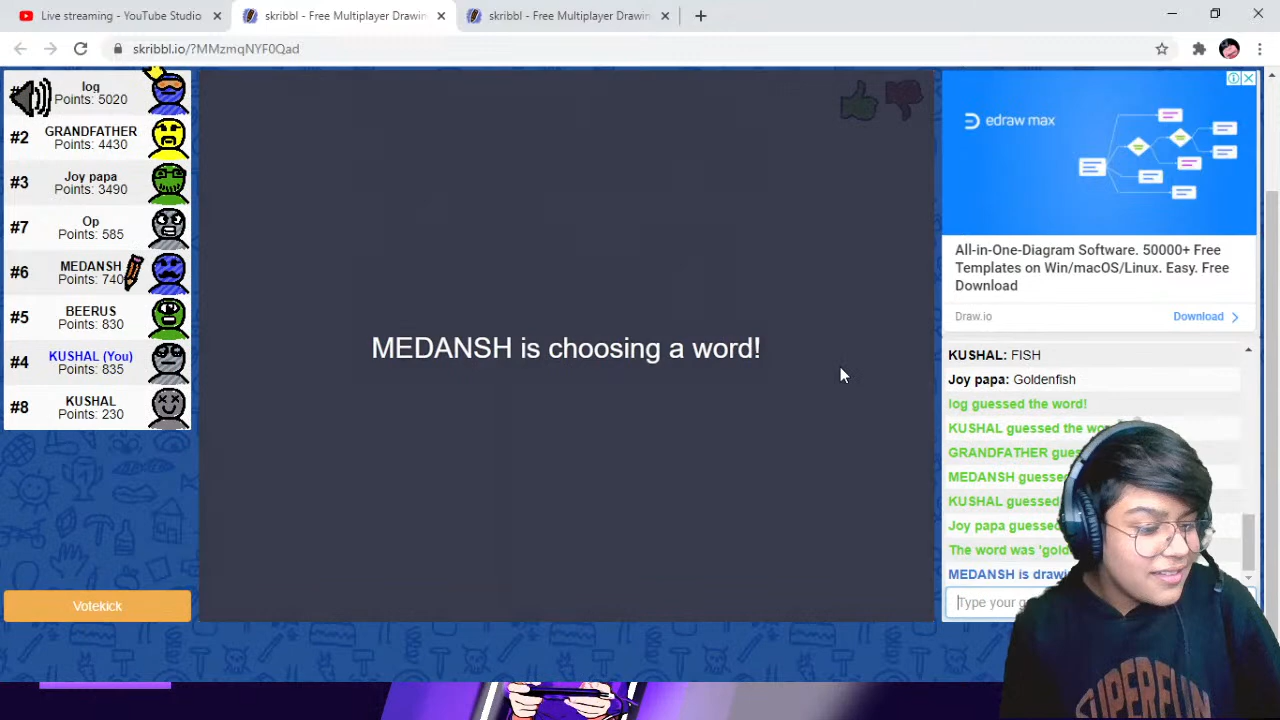 Live streaming - YouTube Studio
skribbl - Free Multiplayer Drawin
skribbl - Free Multiplayer Drawin
skribbl.io/?MMzmqNYF0Qad
log
Points: 5020
#2 GRANDFATHER
Points: 4430
#3 Joy papa
Points: 3490
#7 Op
Points: 585
#6 MEDANSH
Points: 740
#5 BEERUS
Points: 830
#4 KUSHAL (You)
Points: 835
#8 KUSHAL
Points: 230
Votekick
MEDANSH is choosing a word!
edraw max
All-in-One-Diagram Software. 50000+ Free
Templates on Win/macOS/Linux. Easy. Free
Download
Draw.io Download
KUSHAL: FISH
Joy papa: Goldenfish
log guessed the word!
KUSHAL guessed the
GRANDFATHER
MEDANSH guessed
KUSHAL guessed
Joy papa guessed
The word was 'gold
MEDANSH is
Type your